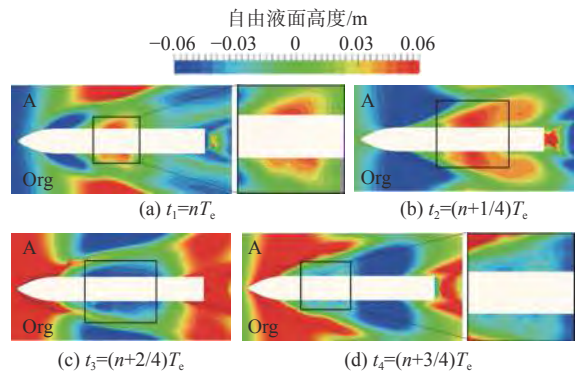 自由液面高度/m
−0.06 −0.03 0 0.03 0.06
A
Org
(a) t₁=nTₑ
A
Org
(b) t₂=(n+1/4)Tₑ
A
Org
(c) t₃=(n+2/4)Tₑ
A
Org
(d) t₄=(n+3/4)Tₑ